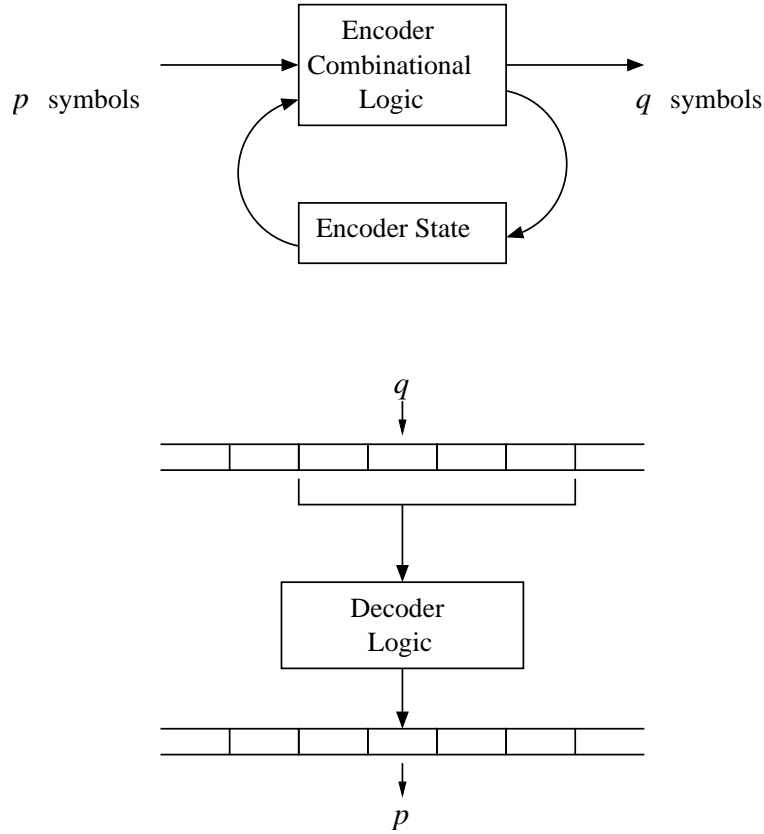 Encoder
Combinational
Logic
p symbols
q symbols
Encoder State
q
Decoder
Logic
p